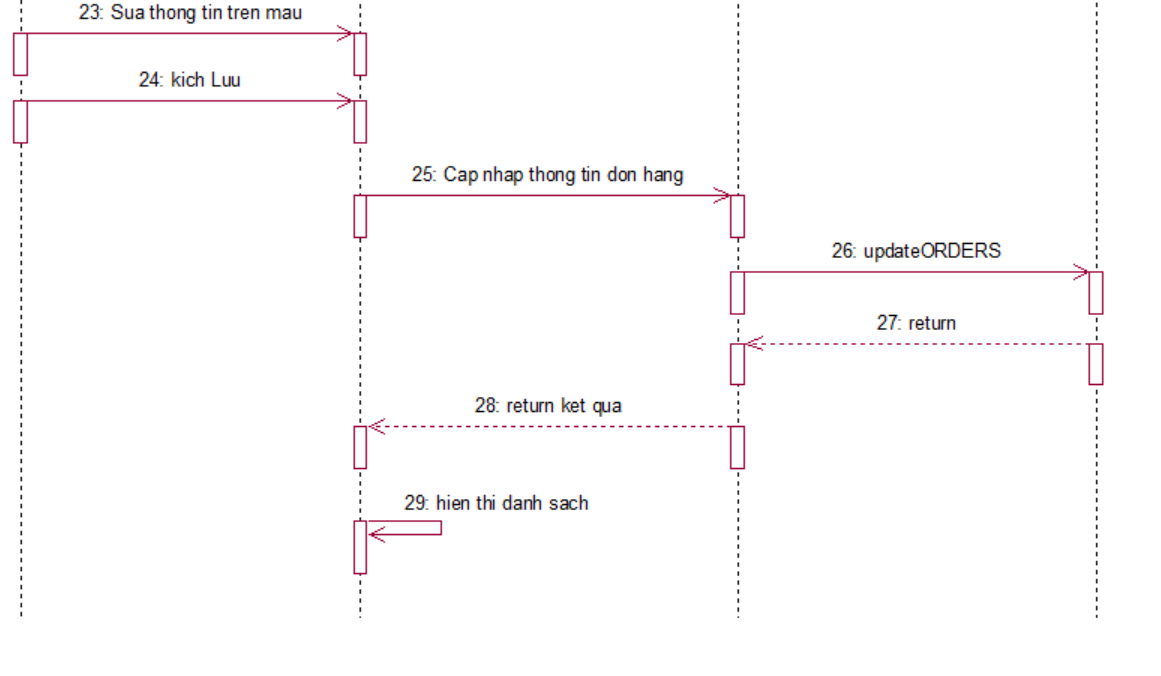 23: Sua thong tin tren mau
24: kich Luu
25: Cap nhap thong tin don hang
26: updateORDERS
27: return
28: return ket qua
29: hien thi danh sach